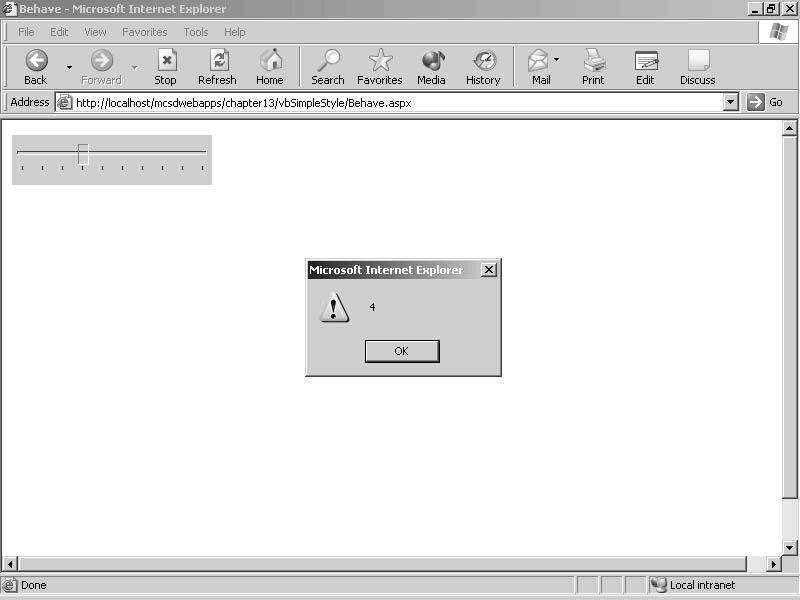 Behave - Microsoft Internet Explorer
File Edit View Favorites Tools Help
Back Forward Stop Refresh Home Search Favorites Media History Mail Print Edit Discuss
Address http://localhost/mcsdwebapps/chapter13/vbSimpleStyle/Behave.aspx Go
Microsoft Internet Explorer
4
OK
Done Local intranet